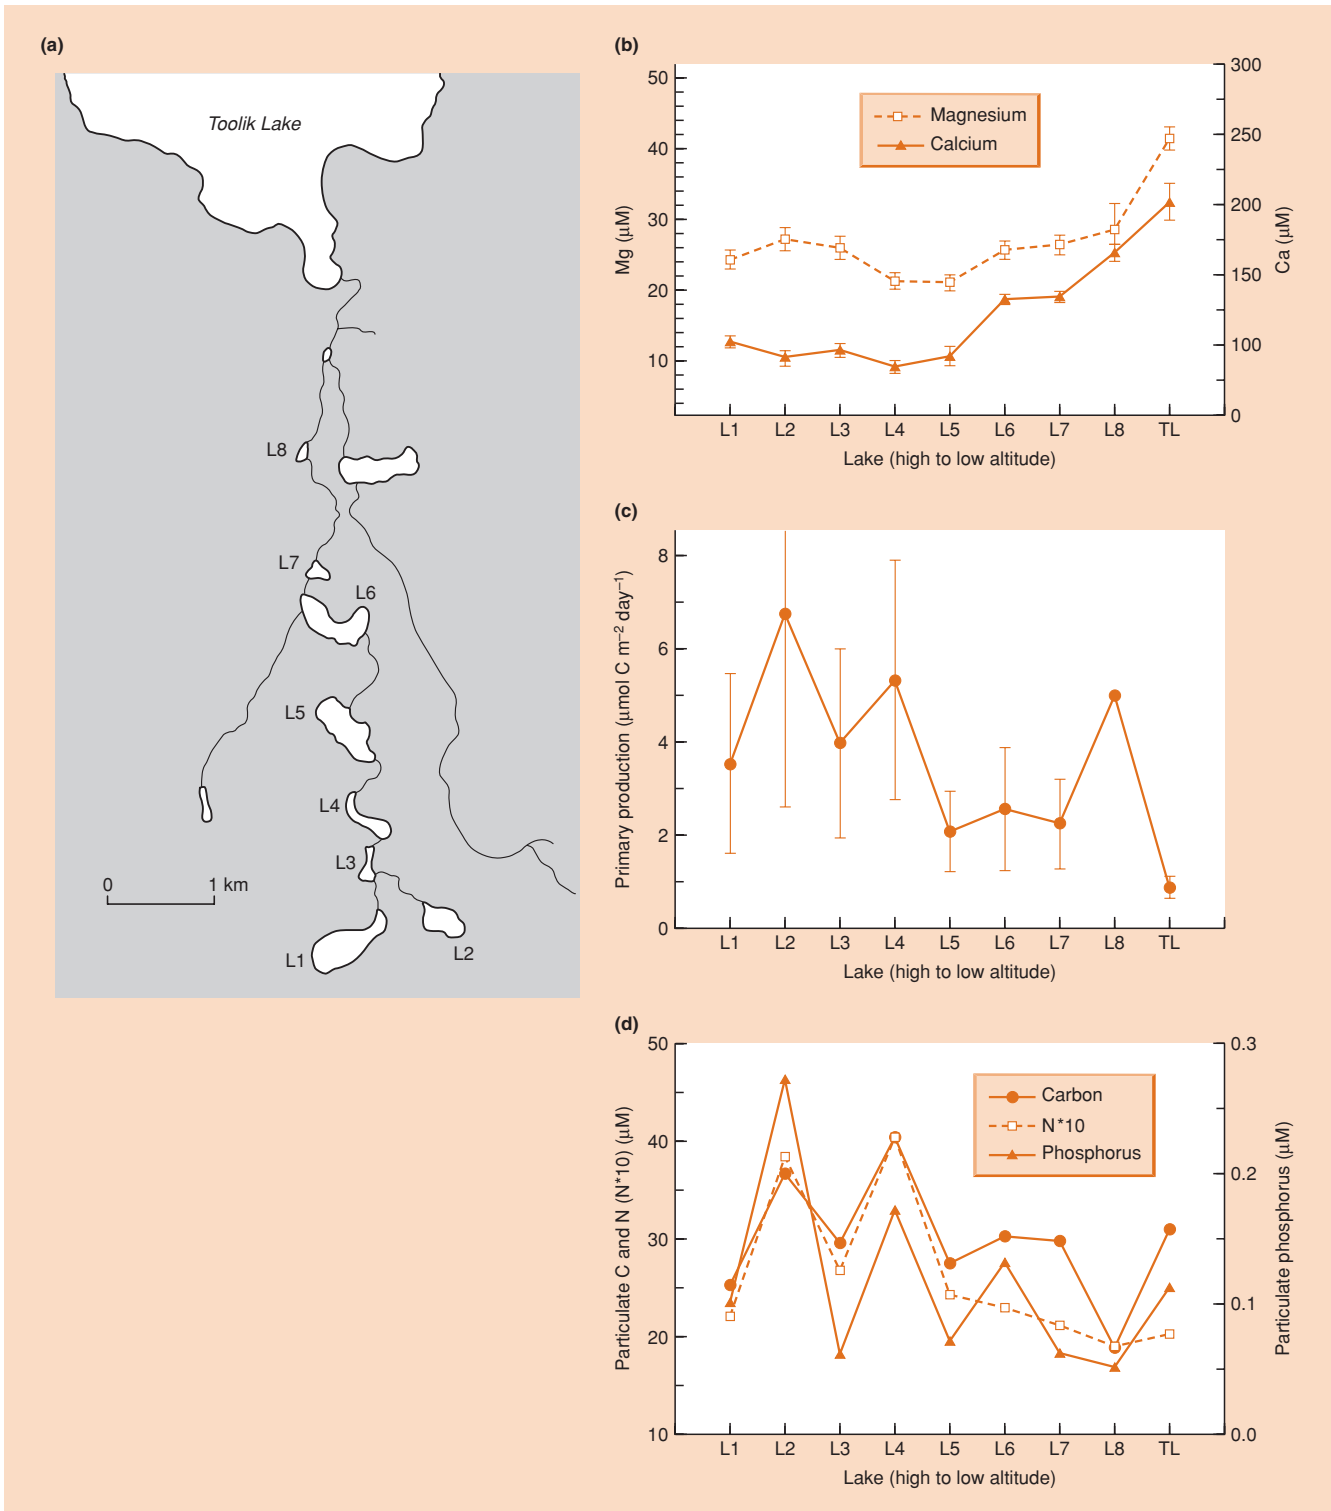 (a)
Toolik Lake
L8
L7
L6
L5
L4
L3
0 1 km
L2
L1
(b)
50
40
30
20
10
Mg (µM)
Magnesium
Calcium
300
250
200
150
100
50
0
Ca (µM)
L1 L2 L3 L4 L5 L6 L7 L8 TL
Lake (high to low altitude)
(c)
8
6
4
2
0
Primary production (µmol C m⁻² day⁻¹)
L1 L2 L3 L4 L5 L6 L7 L8 TL
Lake (high to low altitude)
(d)
50
40
30
20
10
Particulate C and N (N*10) (µM)
Carbon
N*10
Phosphorus
0.3
0.2
0.1
0.0
Particulate phosphorus (µM)
L1 L2 L3 L4 L5 L6 L7 L8 TL
Lake (high to low altitude)